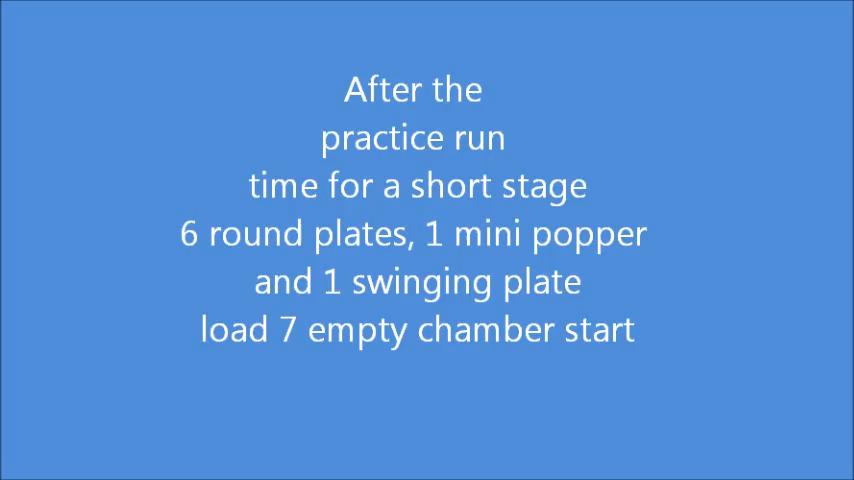 After the
practice run
time for a short stage
6 round plates, 1 mini popper
and 1 swinging plate
load 7 empty chamber start